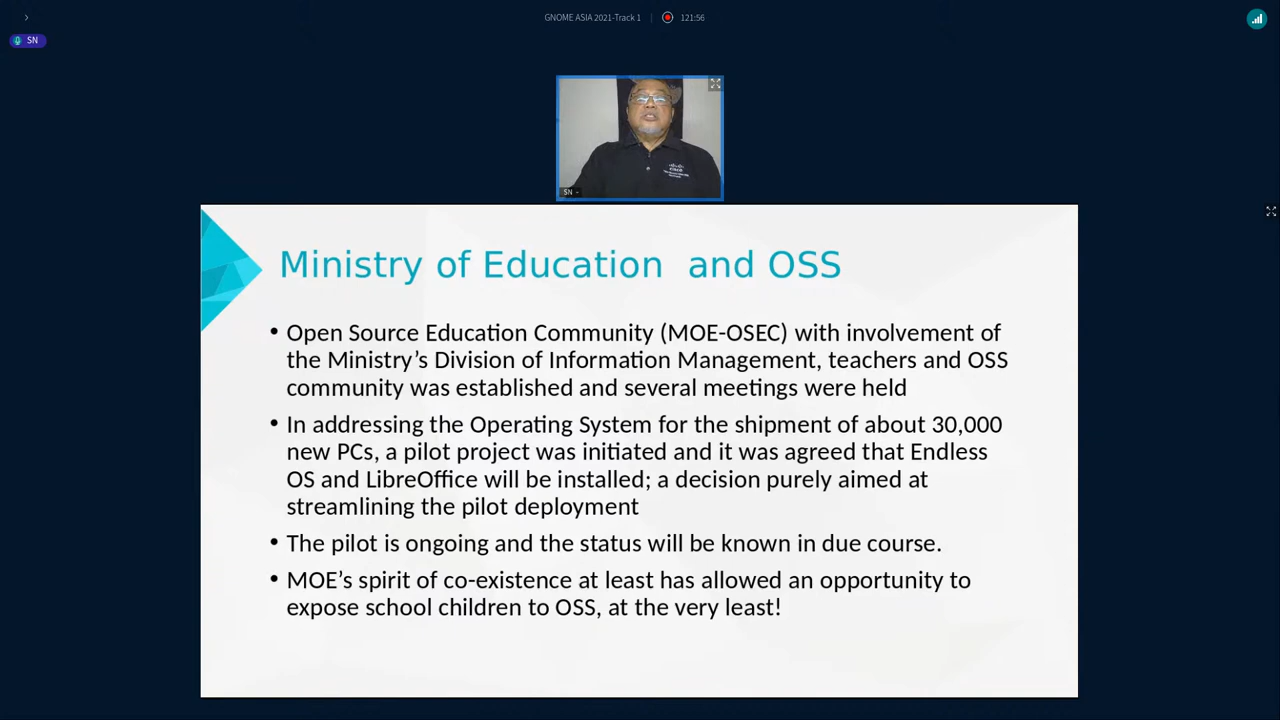 GNOME ASIA 2021-Track 1 | 121:56
SN
SN
Ministry of Education  and OSS
• Open Source Education Community (MOE-OSEC) with involvement of
the Ministry’s Division of Information Management, teachers and OSS
community was established and several meetings were held
• In addressing the Operating System for the shipment of about 30,000
new PCs, a pilot project was initiated and it was agreed that Endless
OS and LibreOffice will be installed; a decision purely aimed at
streamlining the pilot deployment
• The pilot is ongoing and the status will be known in due course.
• MOE’s spirit of co-existence at least has allowed an opportunity to
expose school children to OSS, at the very least!